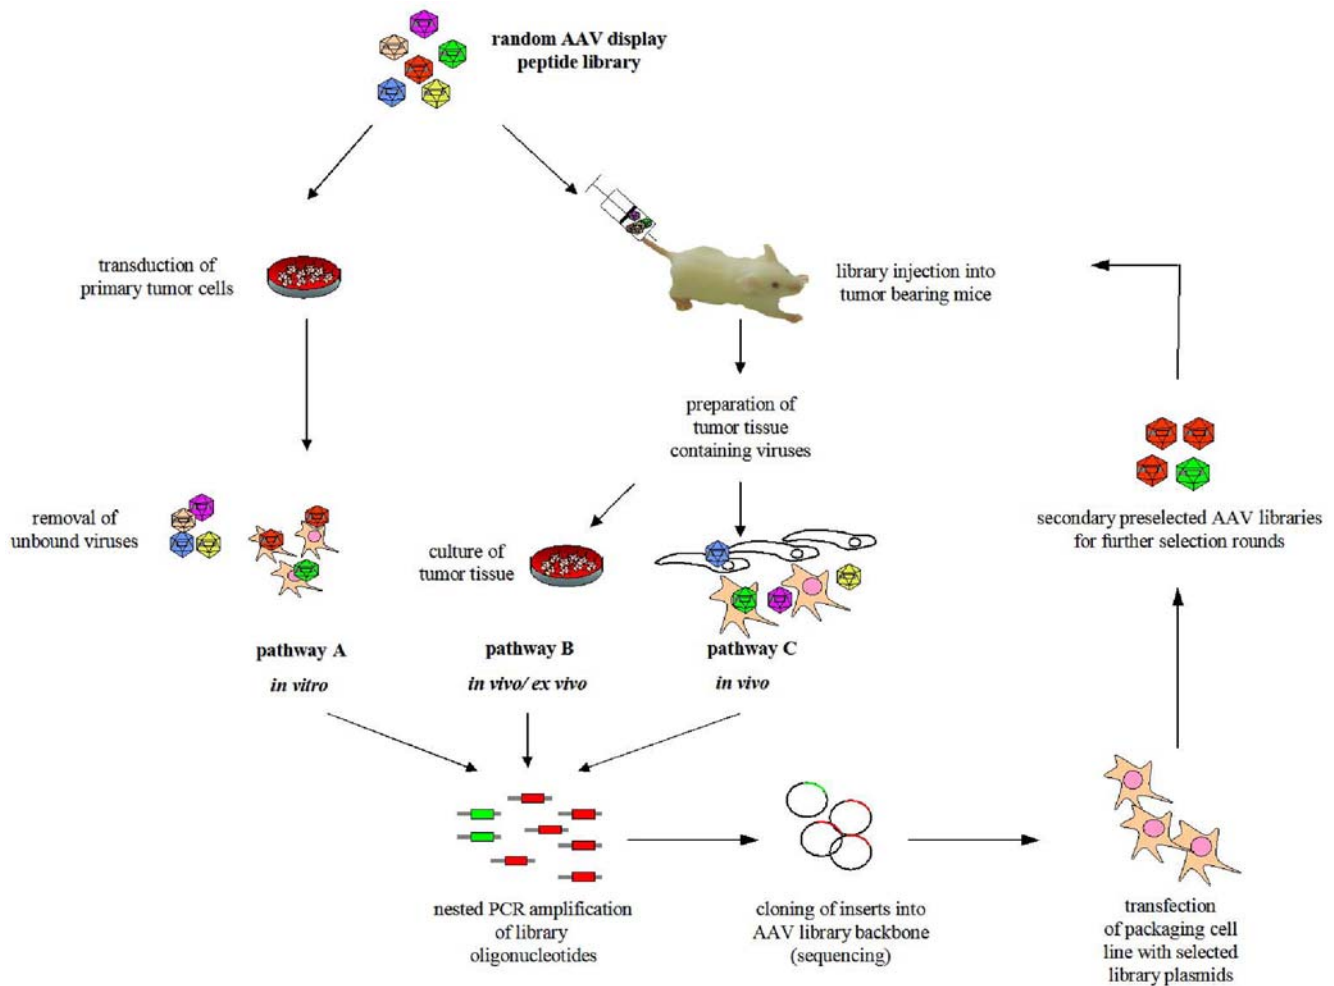 random AAV display
peptide library
transduction of
primary tumor cells
library injection into
tumor bearing mice
preparation of
tumor tissue
containing viruses
removal of
unbound viruses
culture of
tumor tissue
secondary preselected AAV libraries
for further selection rounds
pathway A
in vitro
pathway B
in vivo/ ex vivo
pathway C
in vivo
nested PCR amplification
of library
oligonucleotides
cloning of inserts into
AAV library backbone
(sequencing)
transfection
of packaging cell
line with selected
library plasmids